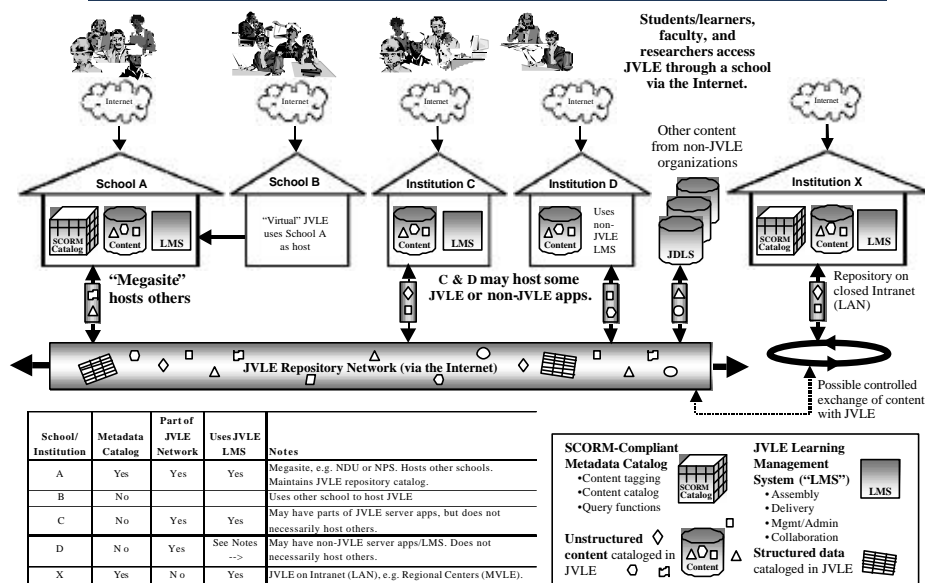 Students/learners,
faculty, and
researchers access
JVLE through a school
via the Internet.
Internet
Internet
Internet
Internet
Internet
Other content
from non-JVLE
organizations
School A
School B
Institution C
Institution D
Institution X
SCORM
Catalog
Content
LMS
"Virtual" JVLE
uses School A
as host
Content
LMS
Content
Uses
non-
JVLE
LMS
JDLS
SCORM
Catalog
Content
LMS
"Megasite"
hosts others
C & D may host some
JVLE or non-JVLE apps.
Repository on
closed Intranet
(LAN)
JVLE Repository Network (via the Internet)
Possible controlled
exchange of content
with JVLE
School/
Institution
Metadata
Catalog
Part of
JVLE
Network
Uses JVLE
LMS
Notes
A Yes Yes Yes Megasite, e.g. NDU or NPS. Hosts other schools.
Maintains JVLE repository catalog.
B No Uses other school to host JVLE
C No Yes Yes May have parts of JVLE server apps, but does not
necessarily host others.
D No Yes See Notes
-->
May have non-JVLE server apps/LMS. Does not
necessarily host others.
X Yes No Yes JVLE on Intranet (LAN), e.g. Regional Centers (MVLE).
SCORM-Compliant
Metadata Catalog
•Content tagging
•Content catalog
•Query functions
SCORM
Catalog
Unstructured
content cataloged in
JVLE
Content
JVLE Learning
Management
System ("LMS")
• Assembly
• Delivery
• Mgmt/Admin
• Collaboration
LMS
Structured data
cataloged in JVLE